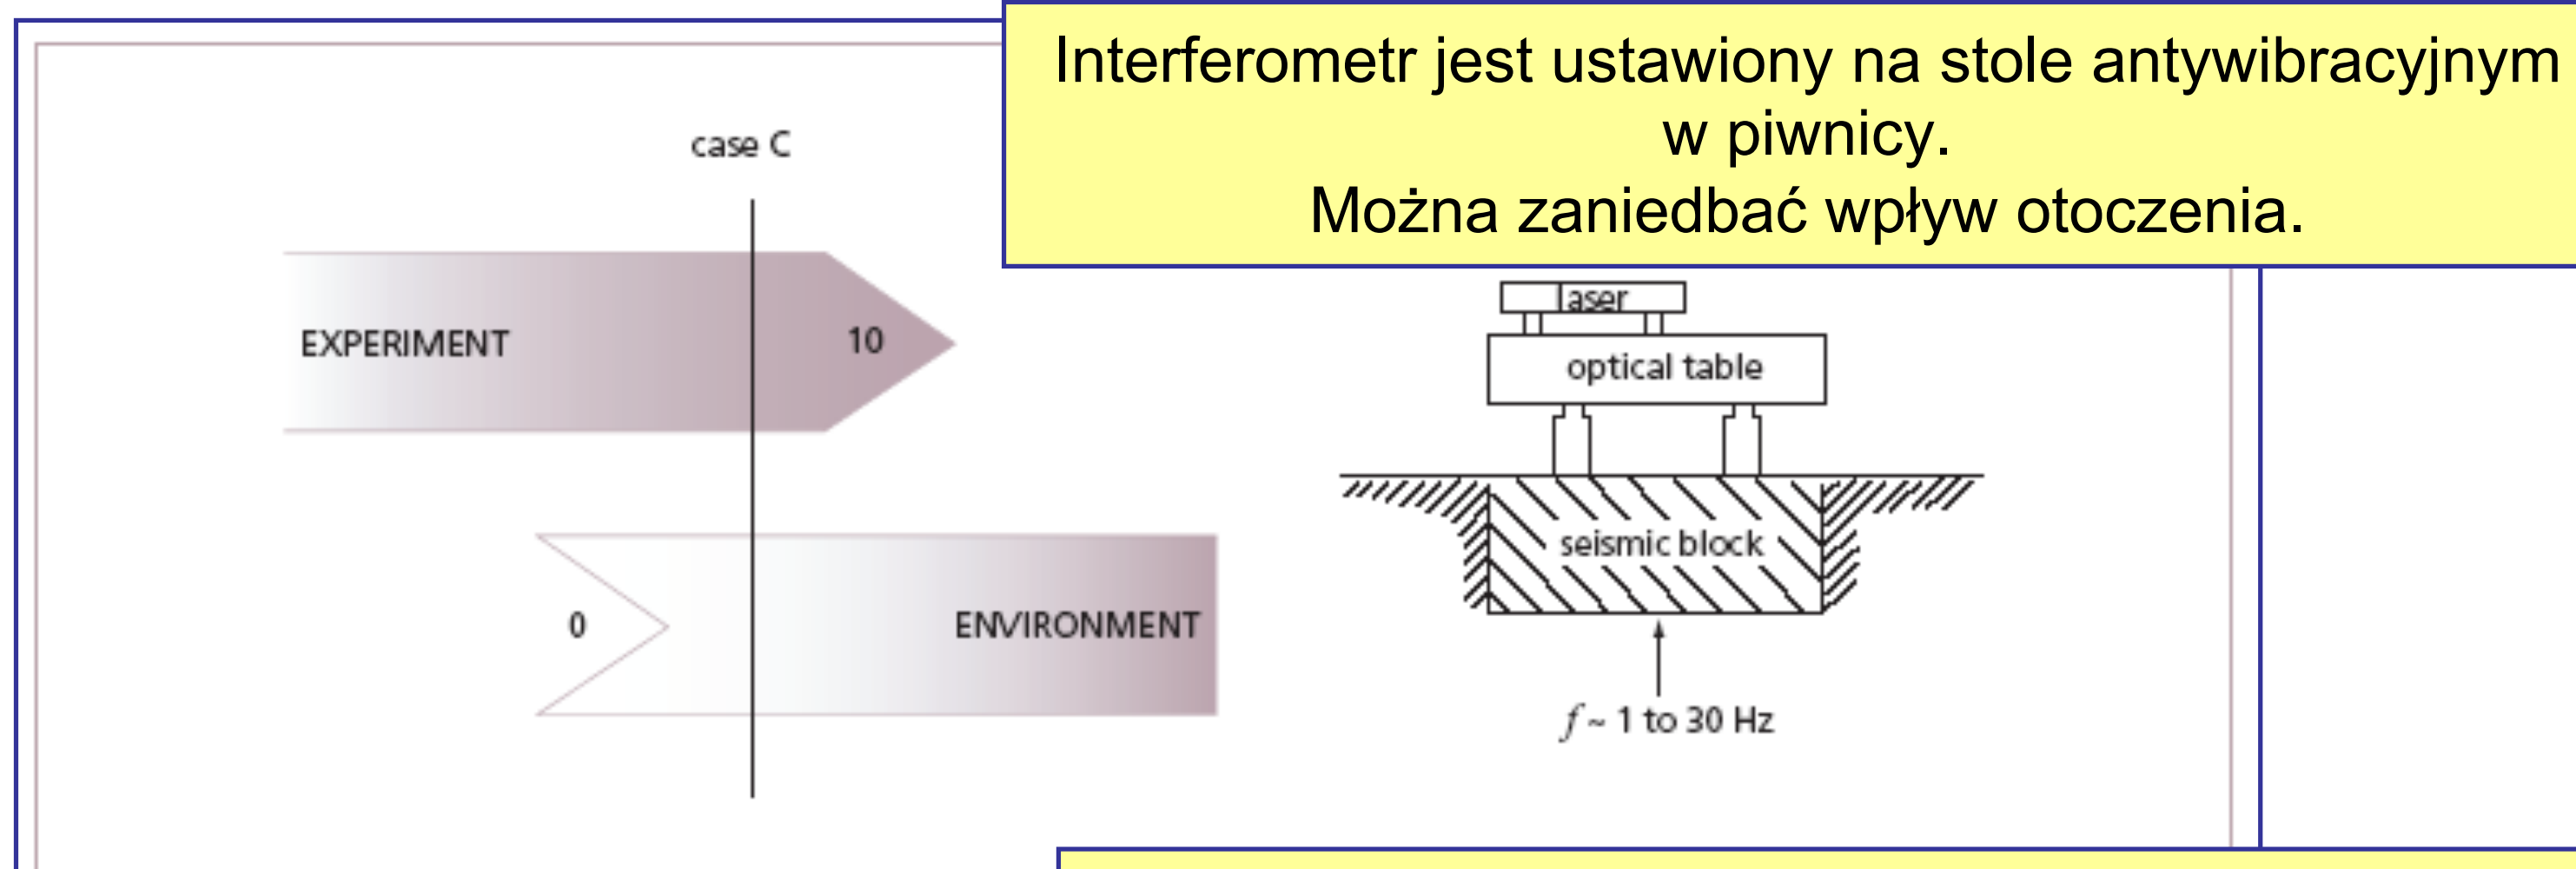 Interferometr jest ustawiony na stole antywibracyjnym
w piwnicy.
Można zaniedbać wpływ otoczenia.
case C
EXPERIMENT 10
0 ENVIRONMENT
laser
optical table
seismic block
f ~ 1 to 30 Hz